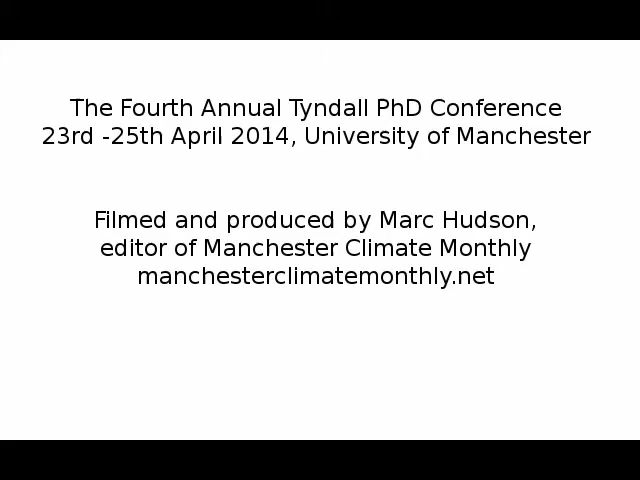 The Fourth Annual Tyndall PhD Conference
23rd -25th April 2014, University of Manchester
Filmed and produced by Marc Hudson,
editor of Manchester Climate Monthly
manchesterclimatemonthly.net